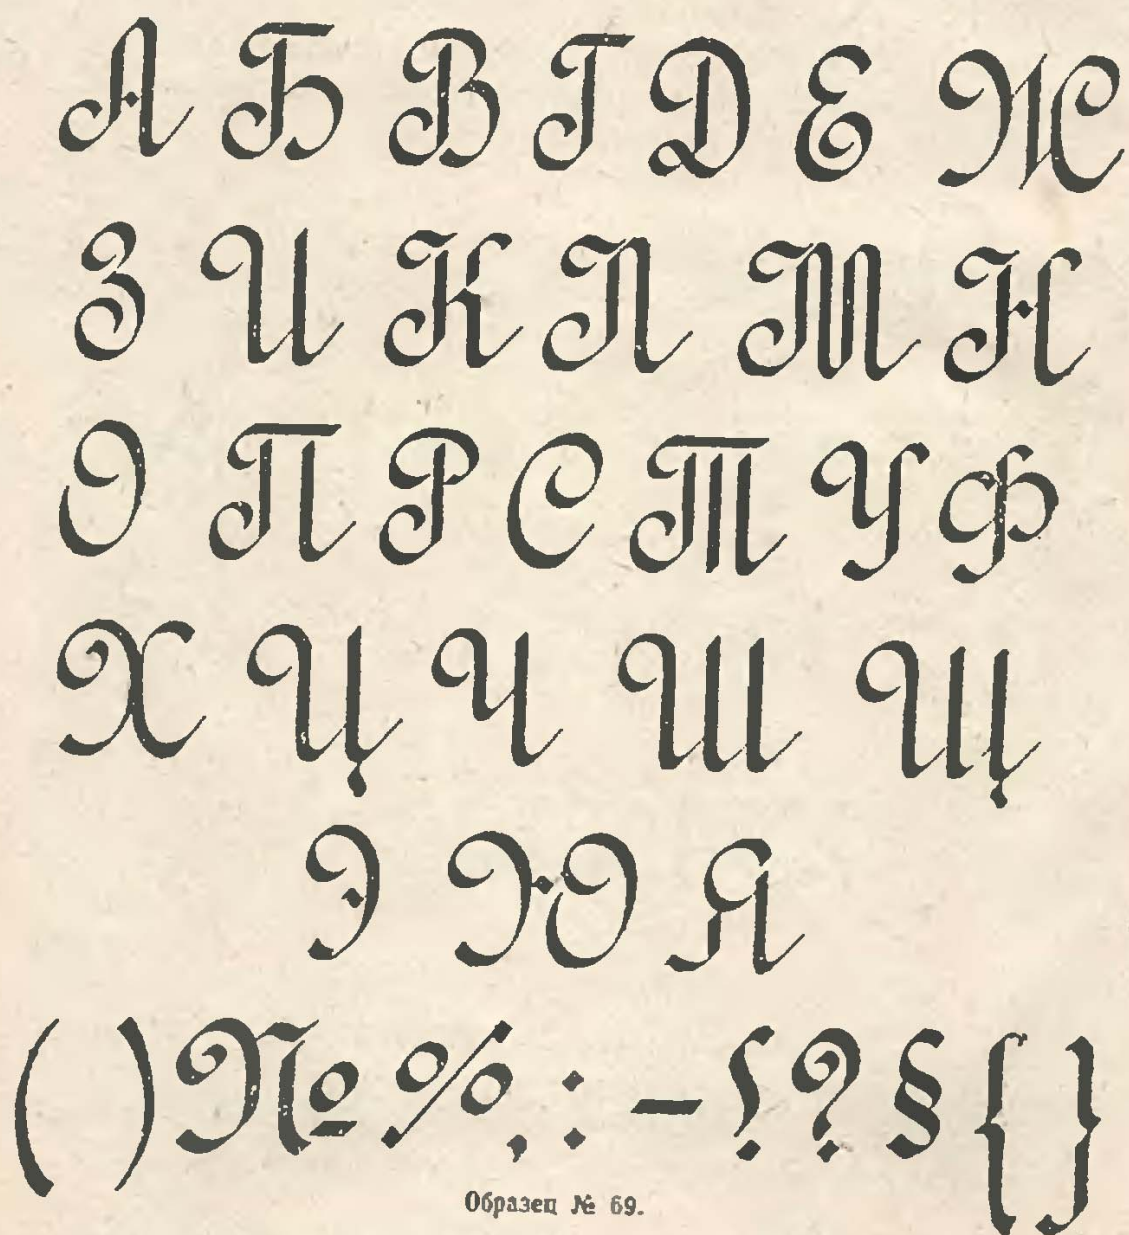 А Б В Г Д Е Ж
З И К Л М Н
О П Р С Т У Ф
Х Ц Ч Ш Щ
Э Ю Я
( ) № % , : – ! ? § { }
Образец № 69.